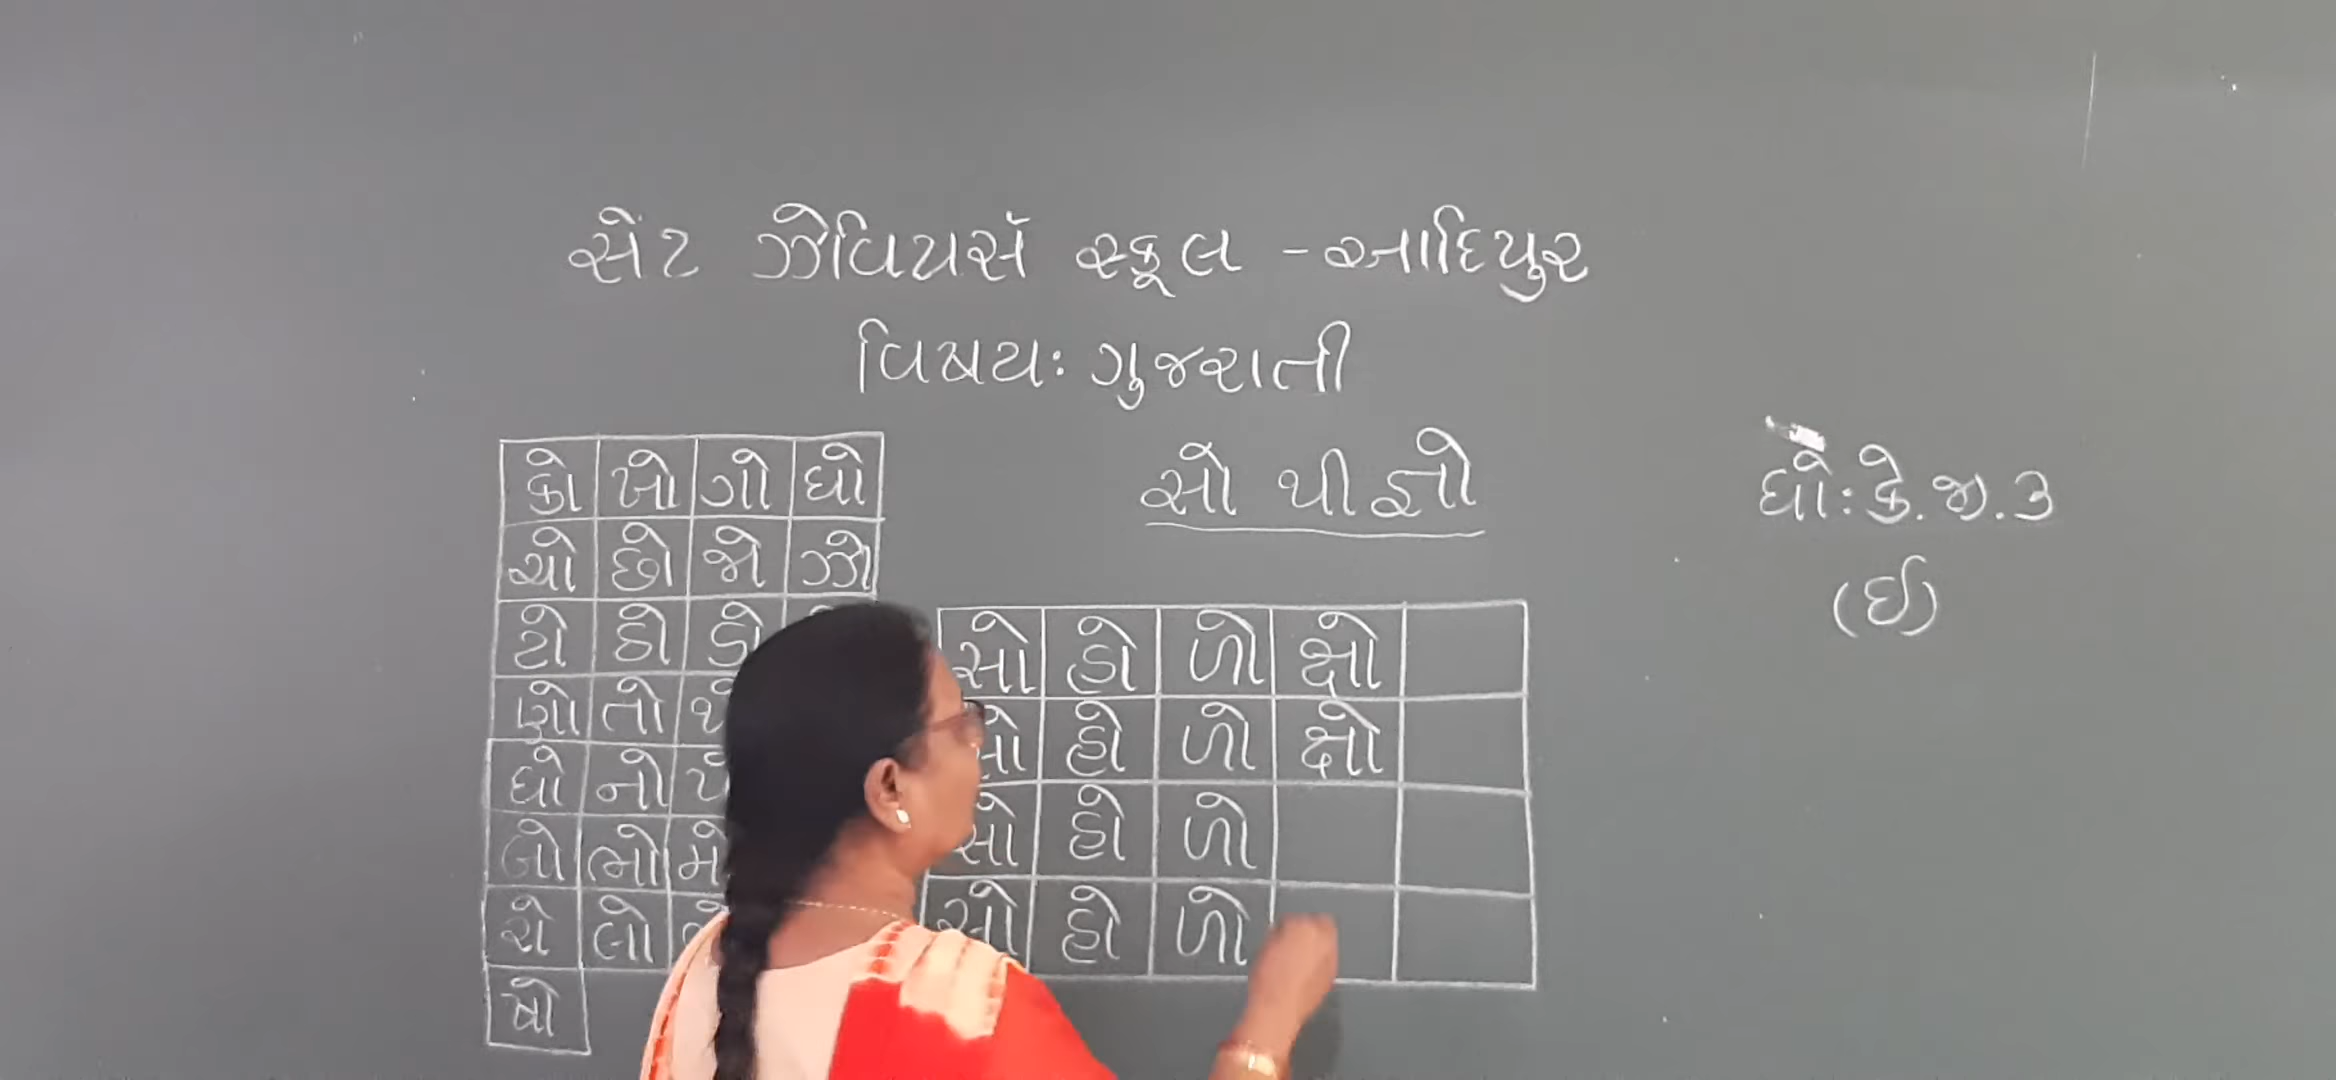 સેંટ ઝેવિયર્સ સ્કૂલ - આદિપુર
વિષય: ગુજરાતી
સો થી જ્ઞો
ધો: કે.જી. ૩
(ઈ)
કો ખો ગો ઘો
ચો છો જો ઝો
ટો ઠો ડો
ણો તો
ધો નો
બો ભો
રો લો
ષો
સો હો ળો ક્ષો
સો હો ળો ક્ષો
સો હો ળો
સો હો ળો